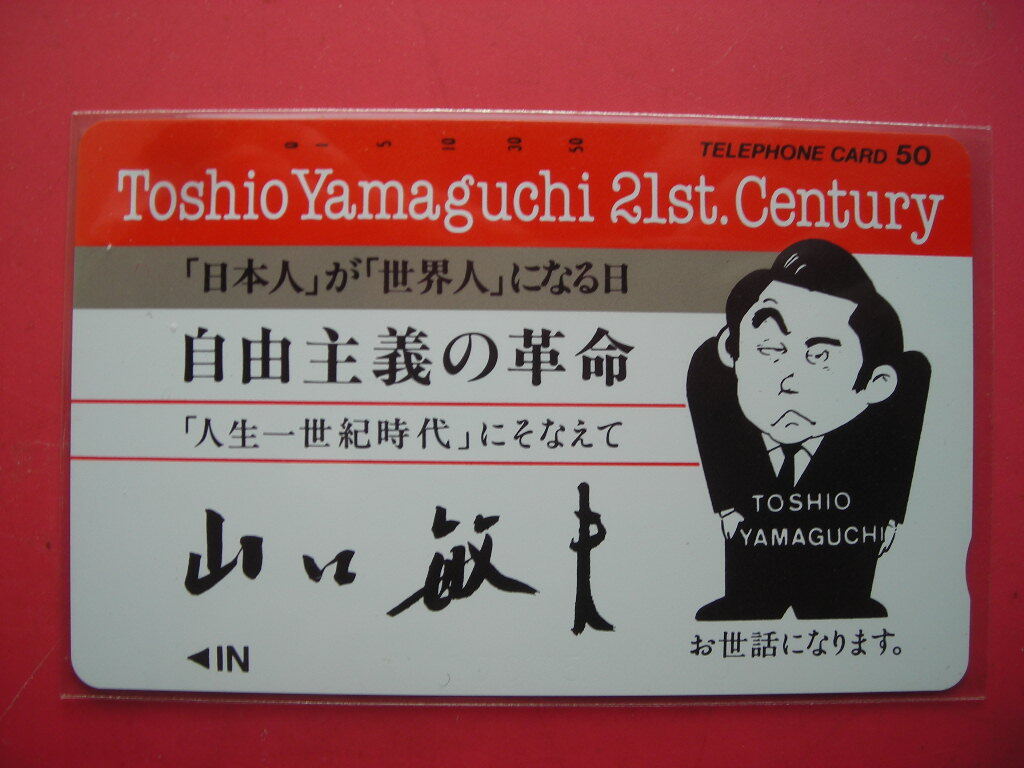 0 1 5 10 30 50
TELEPHONE CARD 50
Toshio Yamaguchi 21st. Century
「日本人」が「世界人」になる日
自由主義の革命
「人生一世紀時代」にそなえて
山口敏夫
TOSHIO
YAMAGUCHI
お世話になります。
◀IN